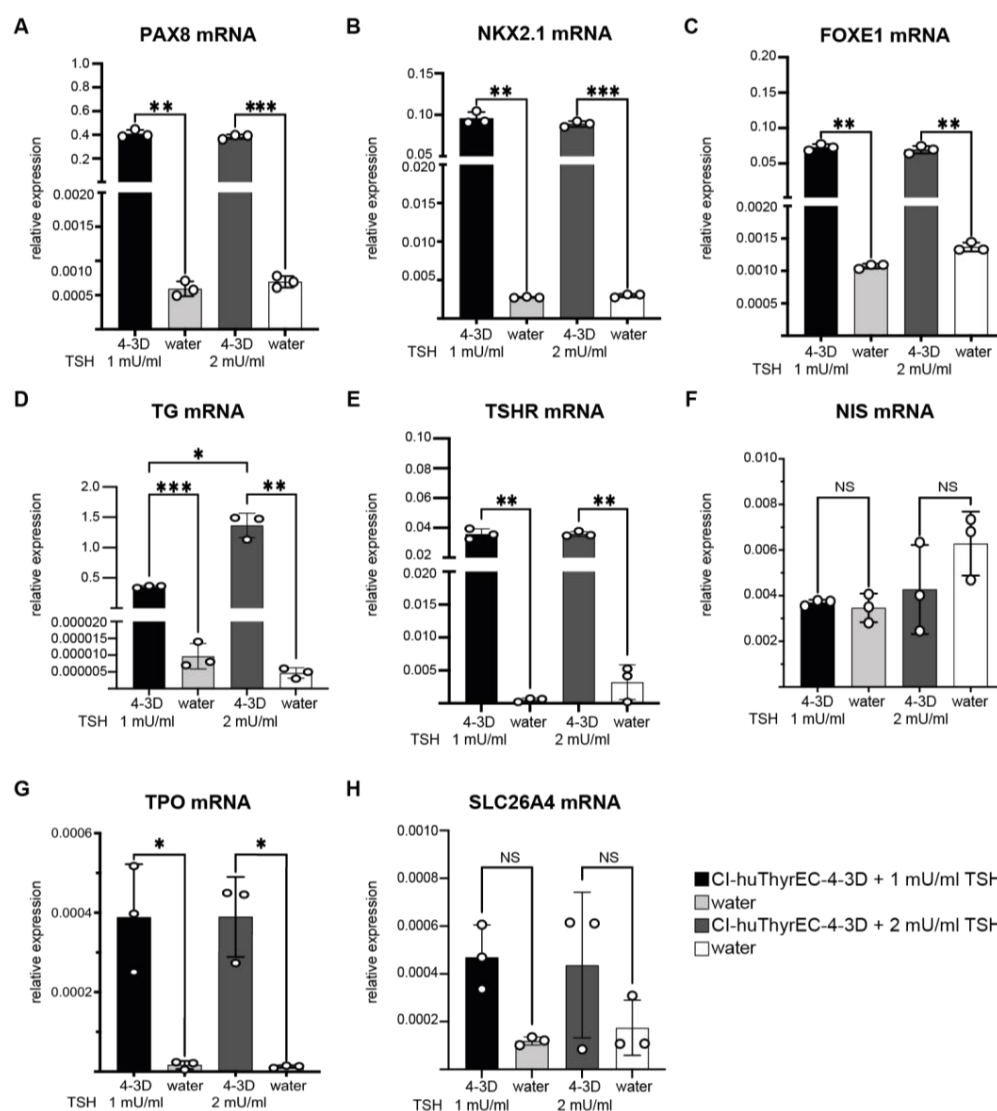 A
PAX8 mRNA
relative expression
1.0
0.8
0.6
0.4
0.2
0.0020
0.0015
0.0010
0.0005
** ***
4-3D water 4-3D water
TSH 1 mU/ml 2 mU/ml
B
NKX2.1 mRNA
relative expression
0.15
0.10
0.05
0.020
0.015
0.010
0.005
** ***
4-3D water 4-3D water
TSH 1 mU/ml 2 mU/ml
C
FOXE1 mRNA
relative expression
0.20
0.15
0.10
0.05
0.0020
0.0015
0.0010
0.0005
** **
4-3D water 4-3D water
TSH 1 mU/ml 2 mU/ml
D
TG mRNA
relative expression
2.0
1.5
1.0
0.5
0.000020
0.000015
0.000010
0.000005
*
*** **
4-3D water 4-3D water
TSH 1 mU/ml 2 mU/ml
E
TSHR mRNA
relative expression
0.10
0.08
0.06
0.04
0.02
0.020
0.015
0.010
0.005
** **
4-3D water 4-3D water
TSH 1 mU/ml 2 mU/ml
F
NIS mRNA
relative expression
0.010
0.008
0.006
0.004
0.002
NS NS
4-3D water 4-3D water
TSH 1 mU/ml 2 mU/ml
G
TPO mRNA
relative expression
0.0006
0.0004
0.0002
* *
4-3D water 4-3D water
TSH 1 mU/ml 2 mU/ml
H
SLC26A4 mRNA
relative expression
0.0010
0.0008
0.0006
0.0004
0.0002
NS NS
4-3D water 4-3D water
TSH 1 mU/ml 2 mU/ml
CI-huThyrEC-4-3D + 1 mU/ml TSH
water
CI-huThyrEC-4-3D + 2 mU/ml TSH
water